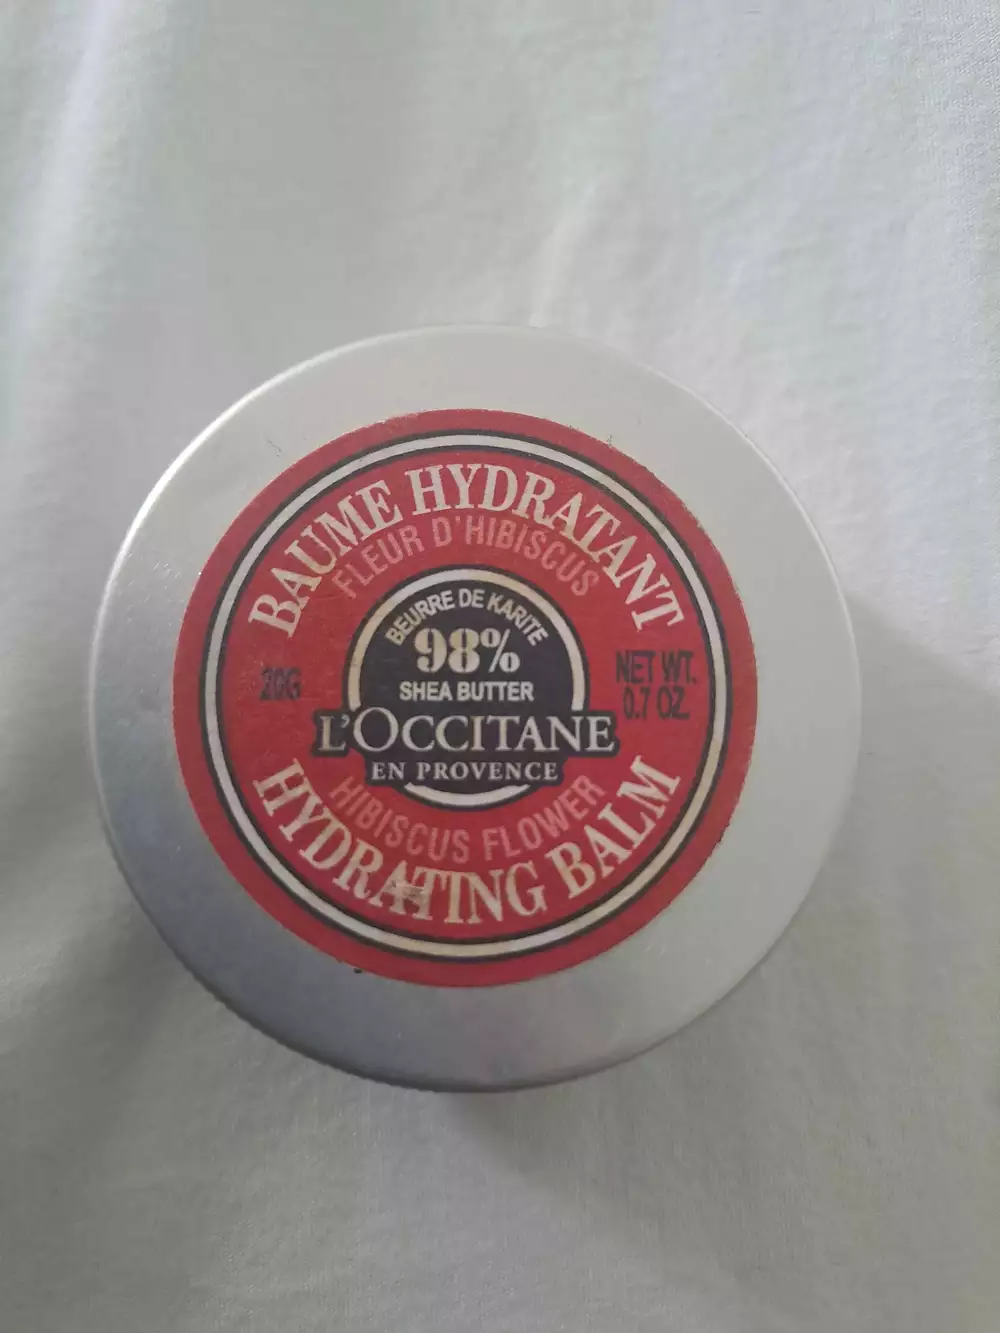 BAUME HYDRATANT
FLEUR D'HIBISCUS
BEURRE DE KARITE
98%
SHEA BUTTER
20G
NET WT.
0.7 OZ.
L'OCCITANE
EN PROVENCE
HIBISCUS FLOWER
HYDRATING BALM